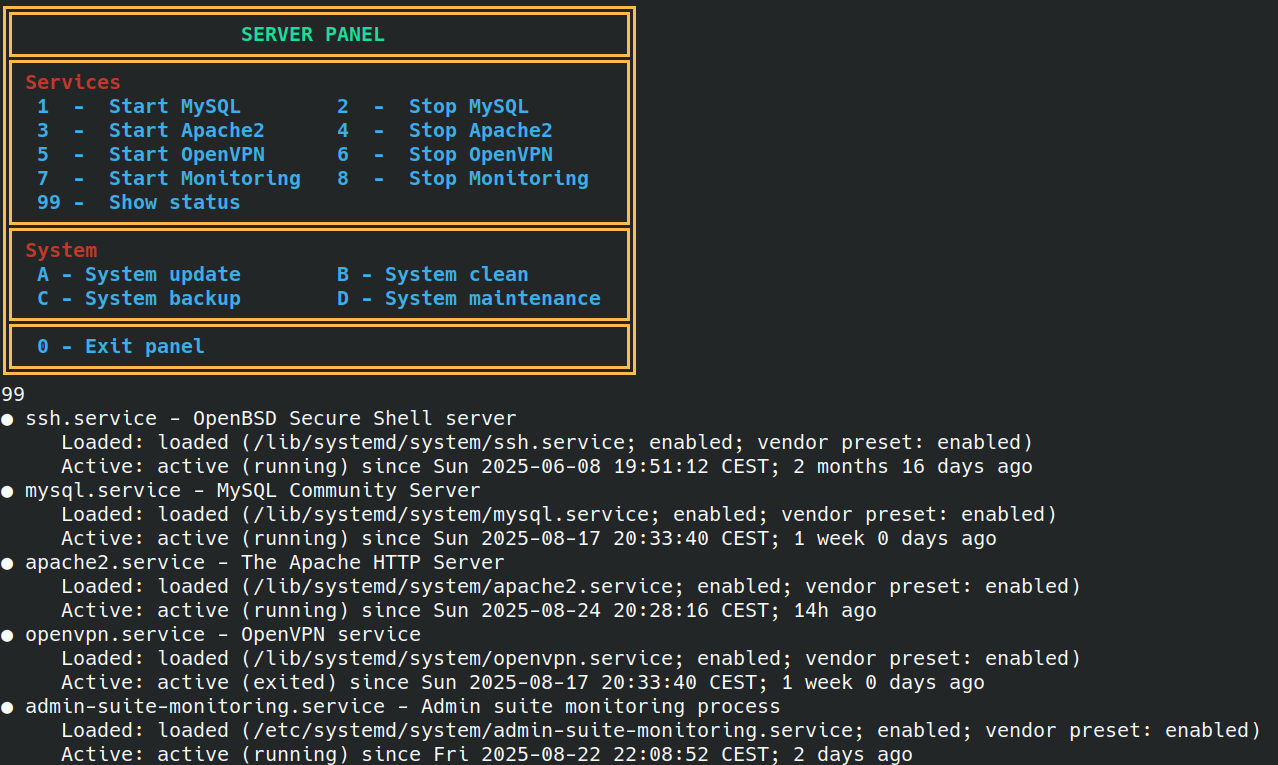 SERVER PANEL
Services
1 - Start MySQL 2 - Stop MySQL
3 - Start Apache2 4 - Stop Apache2
5 - Start OpenVPN 6 - Stop OpenVPN
7 - Start Monitoring 8 - Stop Monitoring
99 - Show status
System
A - System update B - System clean
C - System backup D - System maintenance
0 - Exit panel
99
● ssh.service - OpenBSD Secure Shell server
Loaded: loaded (/lib/systemd/system/ssh.service; enabled; vendor preset: enabled)
Active: active (running) since Sun 2025-06-08 19:51:12 CEST; 2 months 16 days ago
● mysql.service - MySQL Community Server
Loaded: loaded (/lib/systemd/system/mysql.service; enabled; vendor preset: enabled)
Active: active (running) since Sun 2025-08-17 20:33:40 CEST; 1 week 0 days ago
● apache2.service - The Apache HTTP Server
Loaded: loaded (/lib/systemd/system/apache2.service; enabled; vendor preset: enabled)
Active: active (running) since Sun 2025-08-24 20:28:16 CEST; 14h ago
● openvpn.service - OpenVPN service
Loaded: loaded (/lib/systemd/system/openvpn.service; enabled; vendor preset: enabled)
Active: active (exited) since Sun 2025-08-17 20:33:40 CEST; 1 week 0 days ago
● admin-suite-monitoring.service - Admin suite monitoring process
Loaded: loaded (/etc/systemd/system/admin-suite-monitoring.service; enabled; vendor preset: enabled)
Active: active (running) since Fri 2025-08-22 22:08:52 CEST; 2 days ago